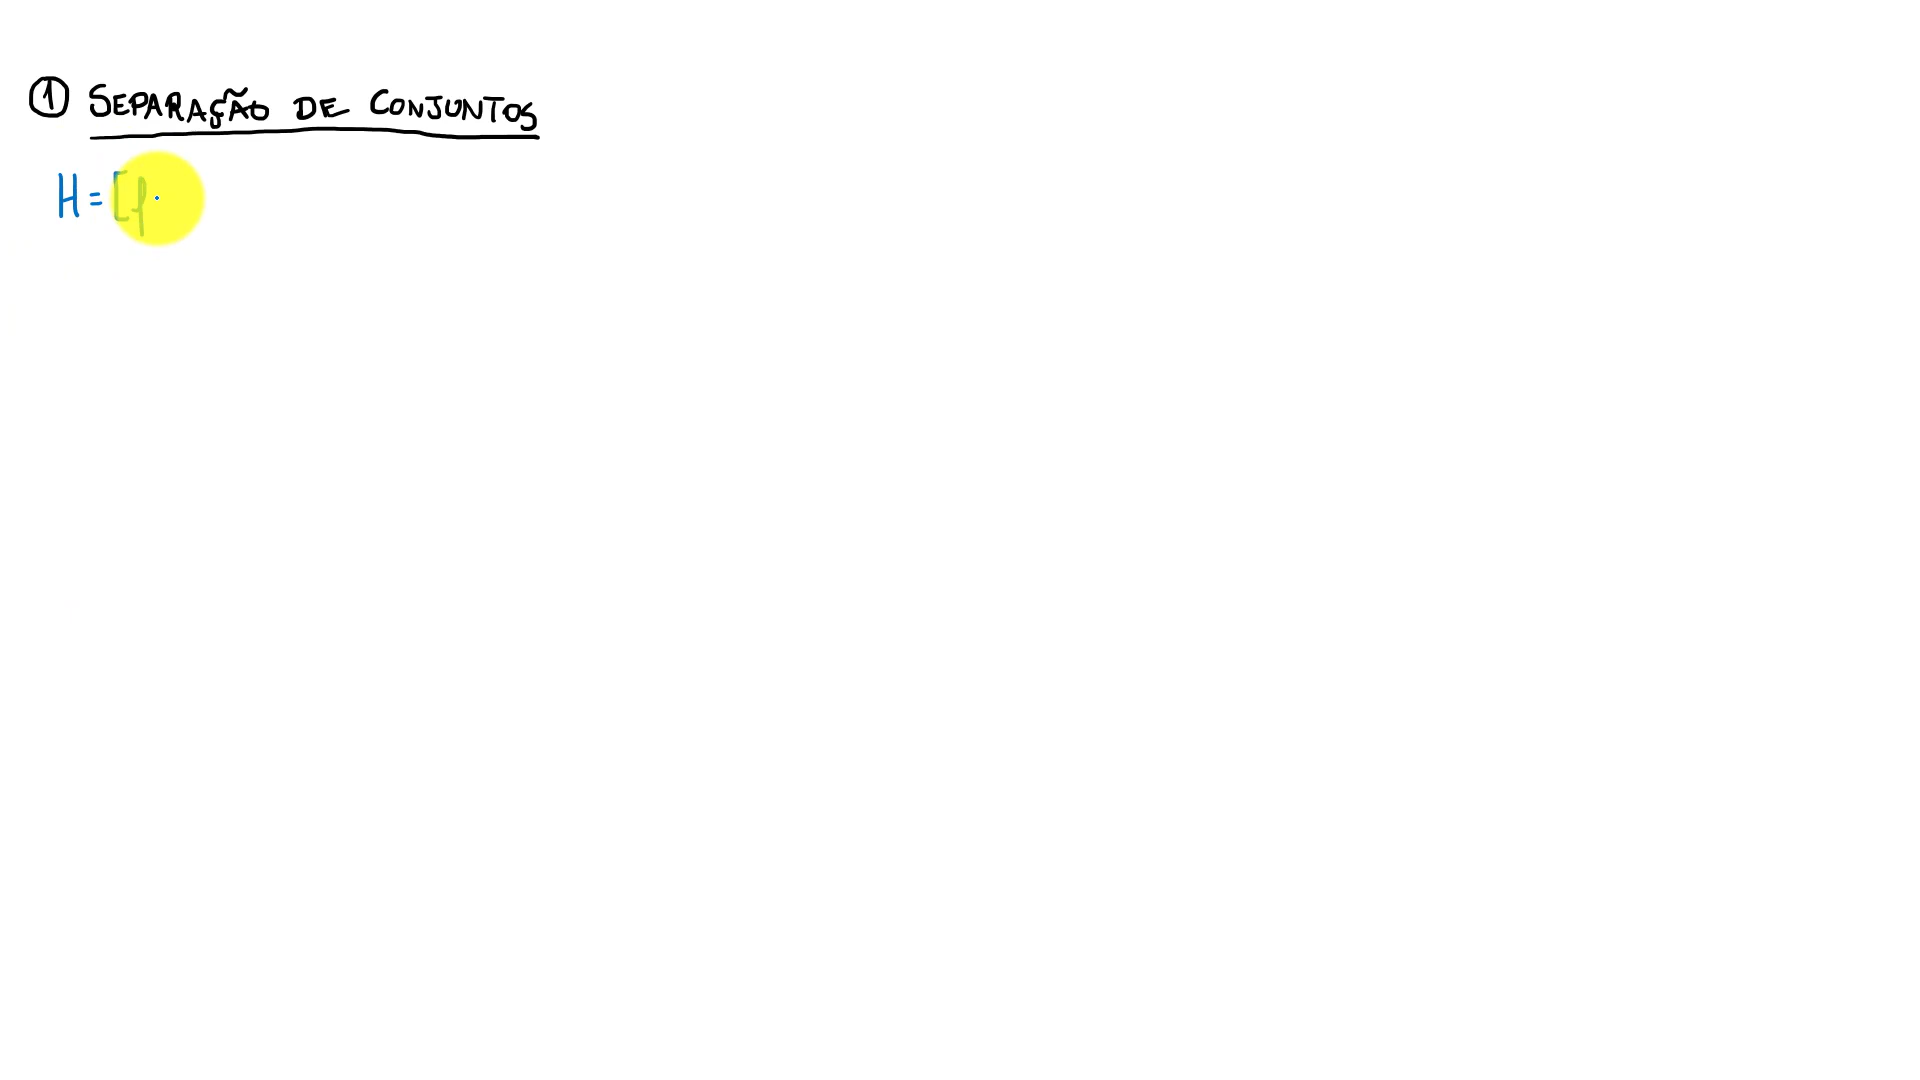 ① SEPARAÇÃO DE CONJUNTOS
H = [f